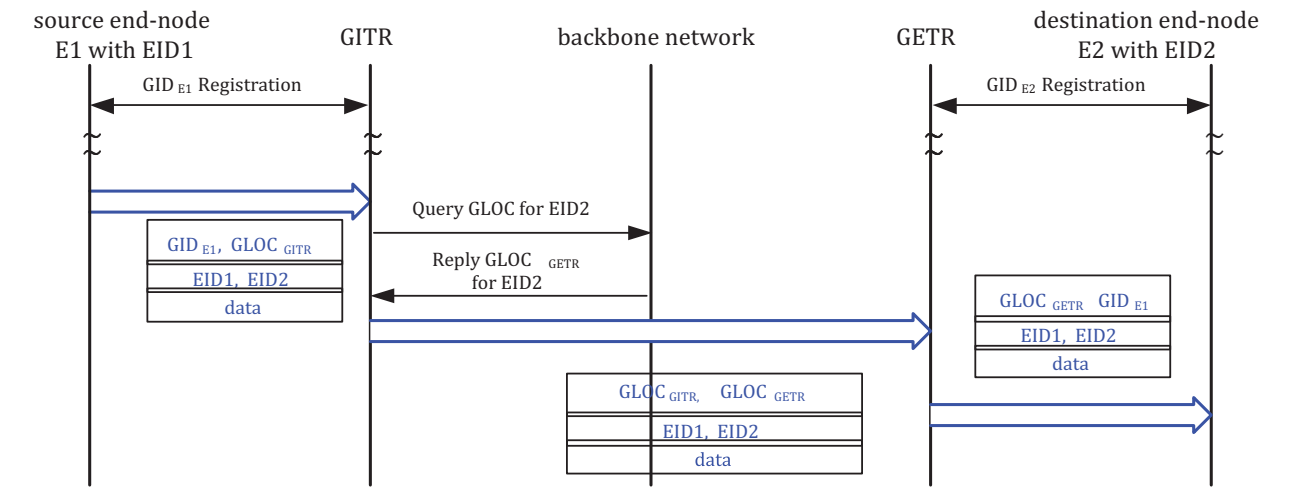 source end-node
E1 with EID1
GITR
backbone network
GETR
destination end-node
E2 with EID2
GID E1 Registration
GID E2 Registration
Query GLOC for EID2
GID E1, GLOC GITR
EID1, EID2
data
Reply GLOC GETR
for EID2
GLOC GETR GID E1
EID1, EID2
data
GLOC GITR, GLOC GETR
EID1, EID2
data